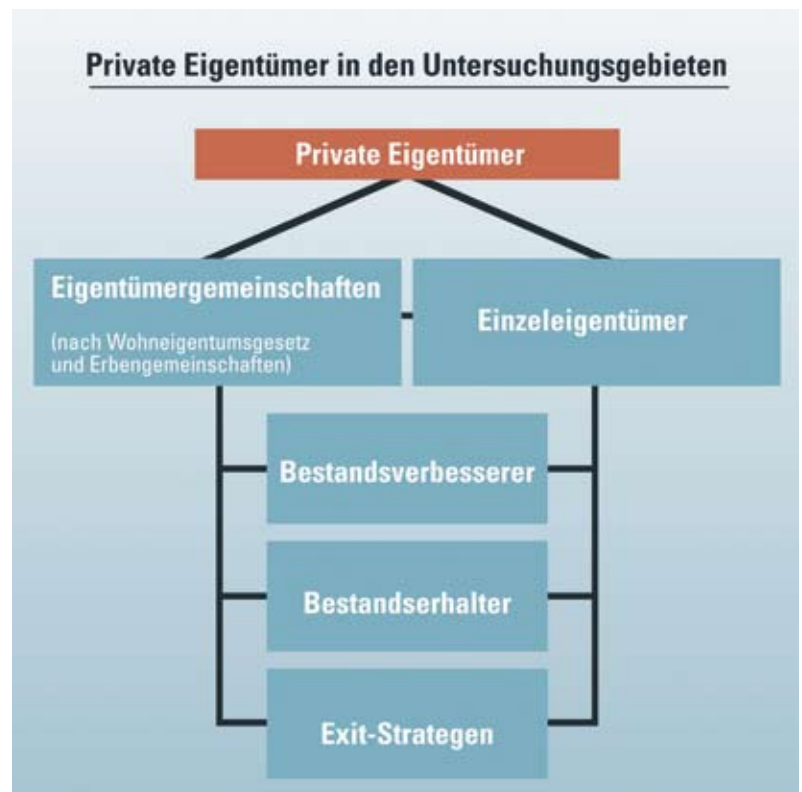 Private Eigentümer in den Untersuchungsgebieten
Private Eigentümer
Eigentümergemeinschaften
(nach Wohneigentumsgesetz
und Erbengemeinschaften)
Einzeleigentümer
Bestandsverbesserer
Bestandserhalter
Exit-Strategen